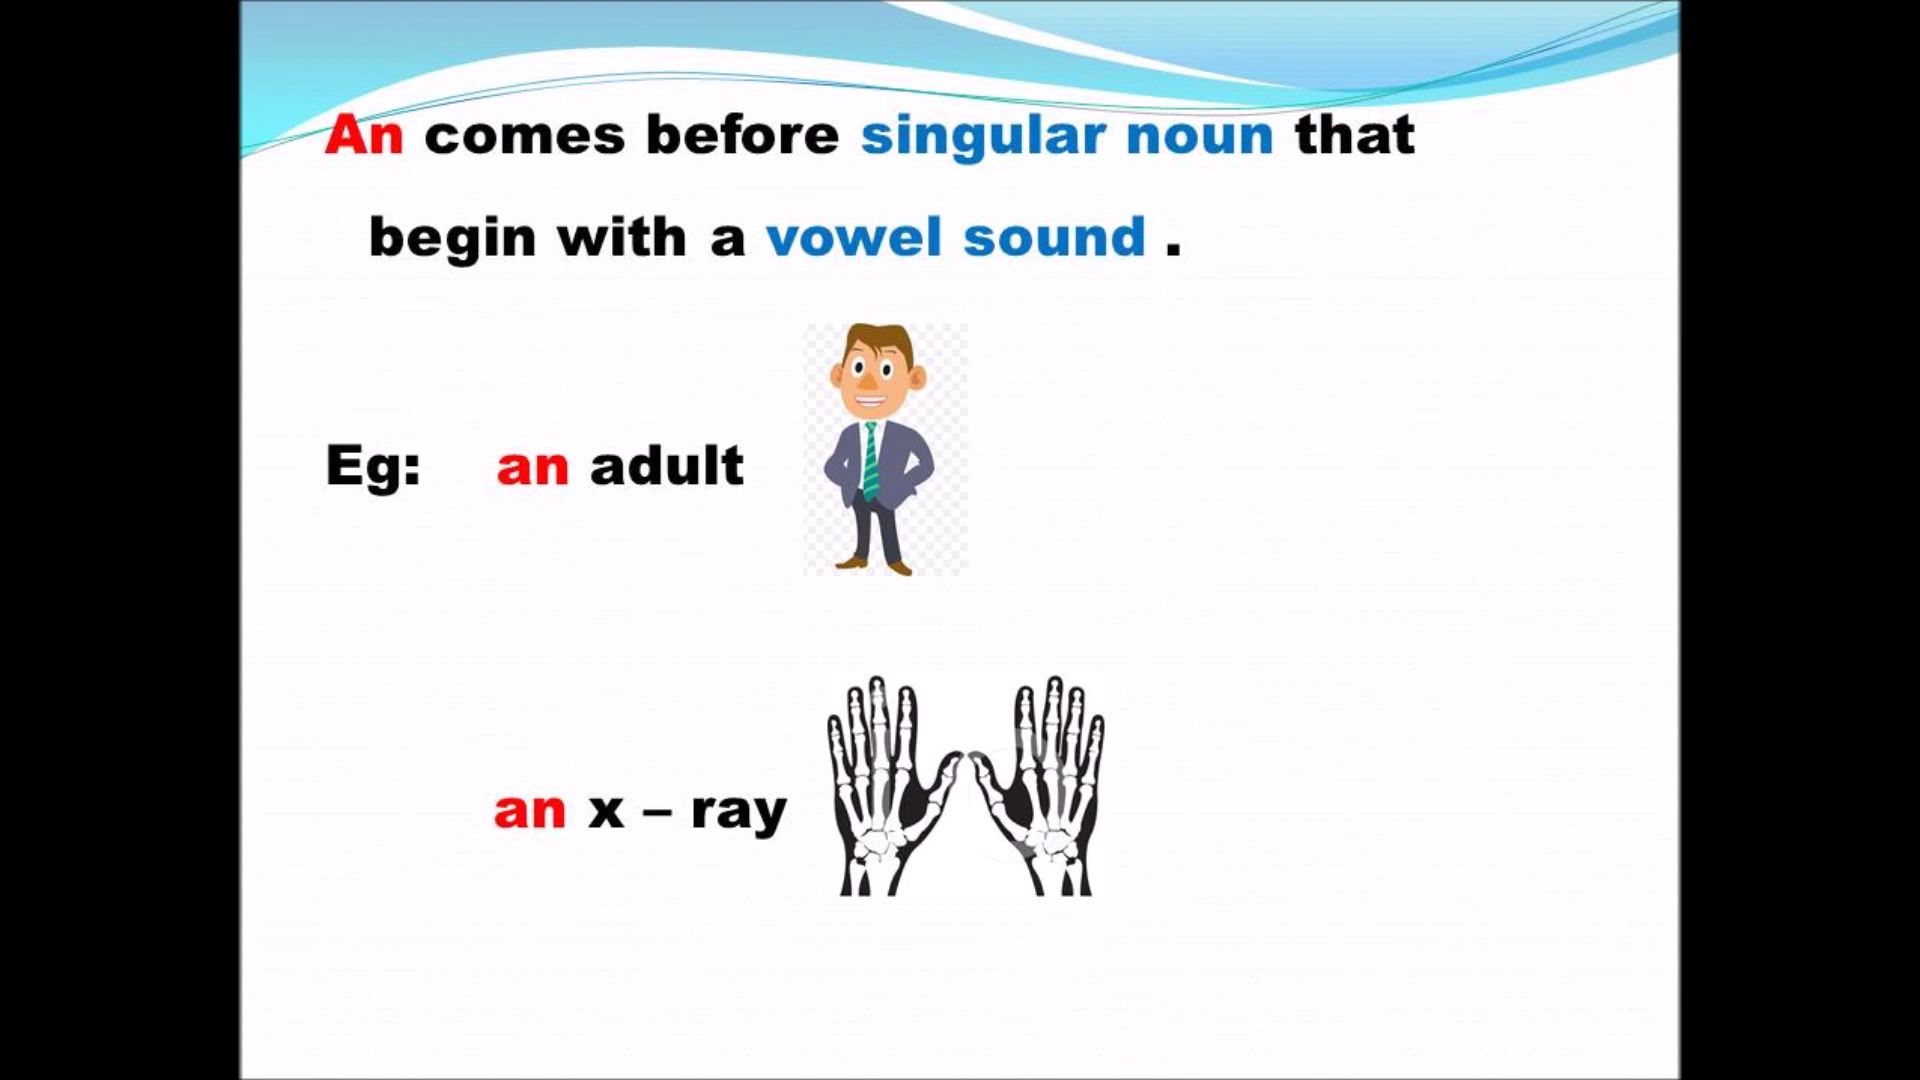 An comes before singular noun that
begin with a vowel sound .
Eg: an adult
an x – ray